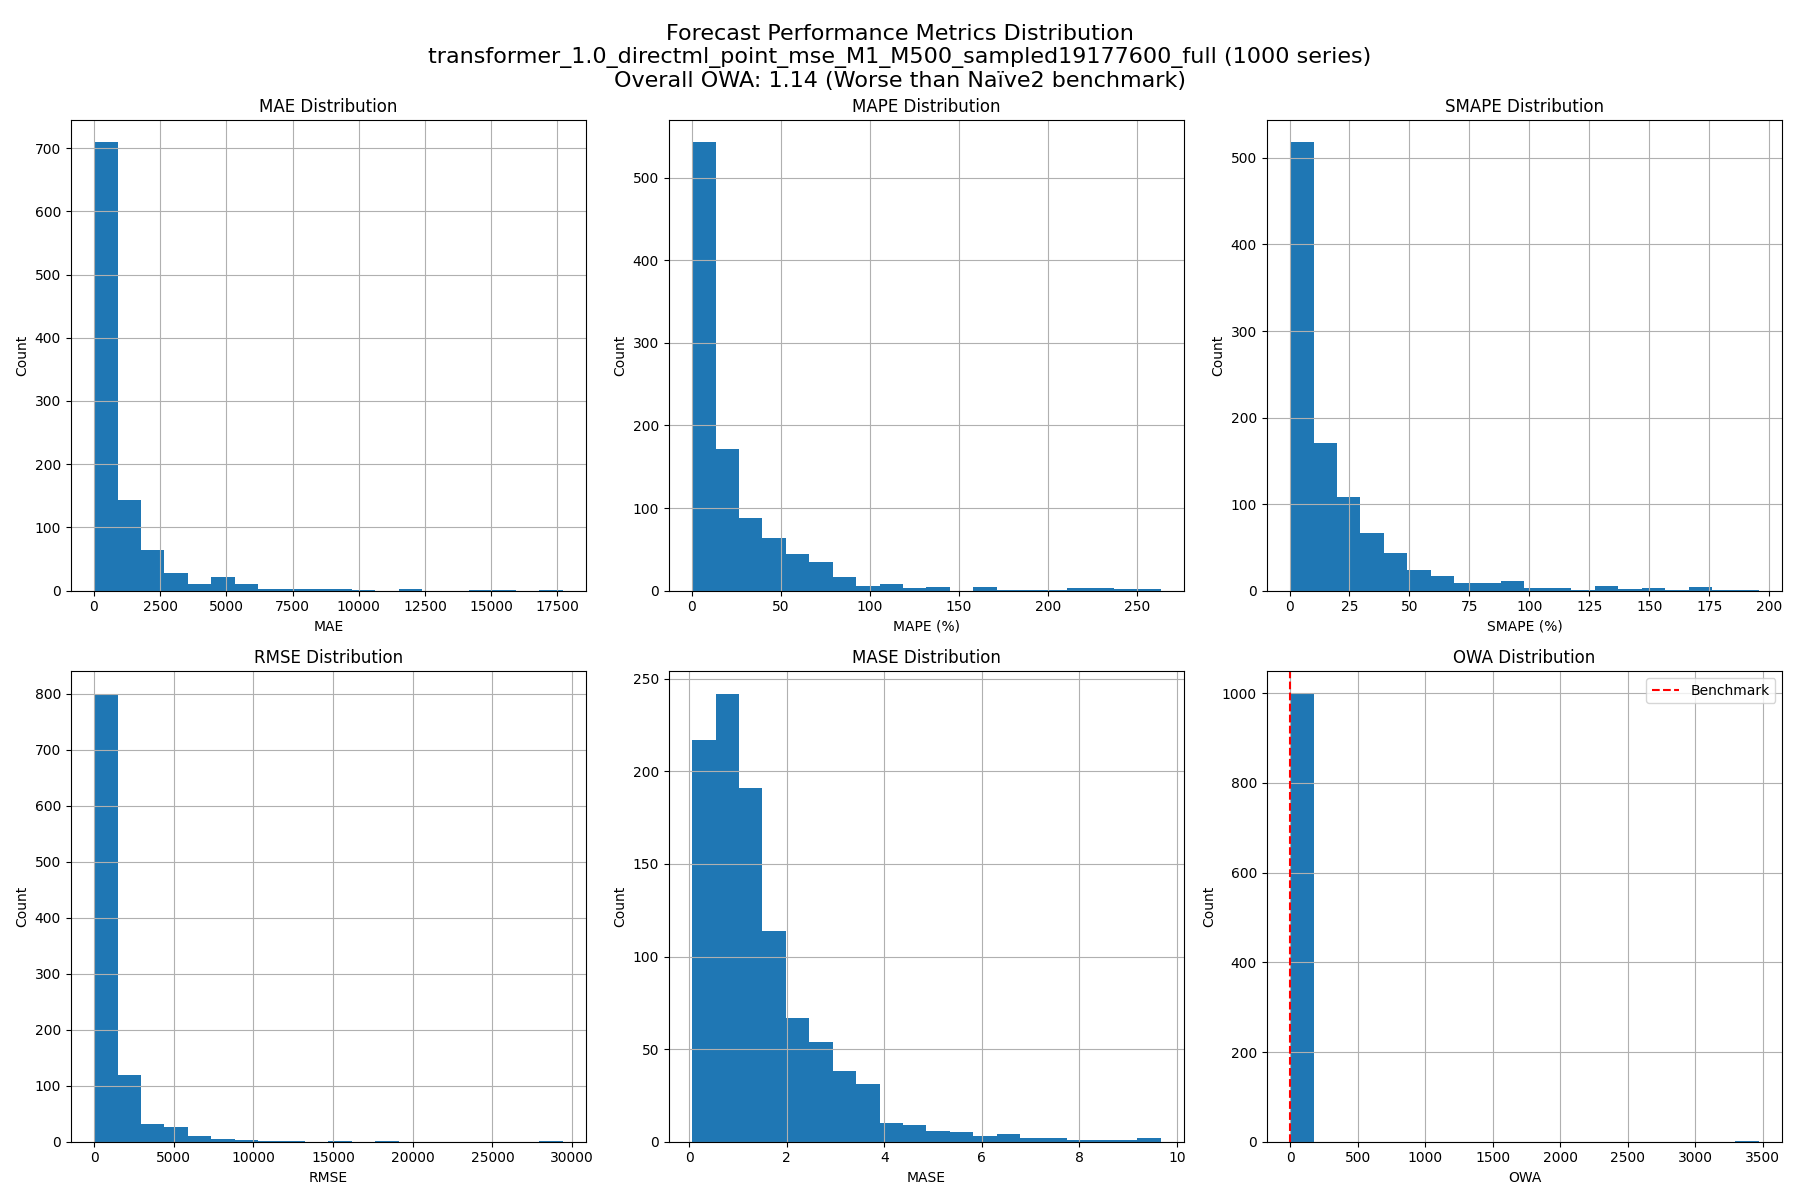 Forecast Performance Metrics Distribution
transformer_1.0_directml_point_mse_M1_M500_sampled19177600_full (1000 series)
Overall OWA: 1.14 (Worse than Naïve2 benchmark)
MAE Distribution
Count
700
600
500
400
300
200
100
0
0 2500 5000 7500 10000 12500 15000 17500
MAE
MAPE Distribution
Count
500
400
300
200
100
0
0 50 100 150 200 250
MAPE (%)
SMAPE Distribution
Count
500
400
300
200
100
0
0 25 50 75 100 125 150 175 200
SMAPE (%)
RMSE Distribution
Count
800
700
600
500
400
300
200
100
0
0 5000 10000 15000 20000 25000 30000
RMSE
MASE Distribution
Count
250
200
150
100
50
0
0 2 4 6 8 10
MASE
OWA Distribution
Benchmark
Count
1000
800
600
400
200
0
0 500 1000 1500 2000 2500 3000 3500
OWA